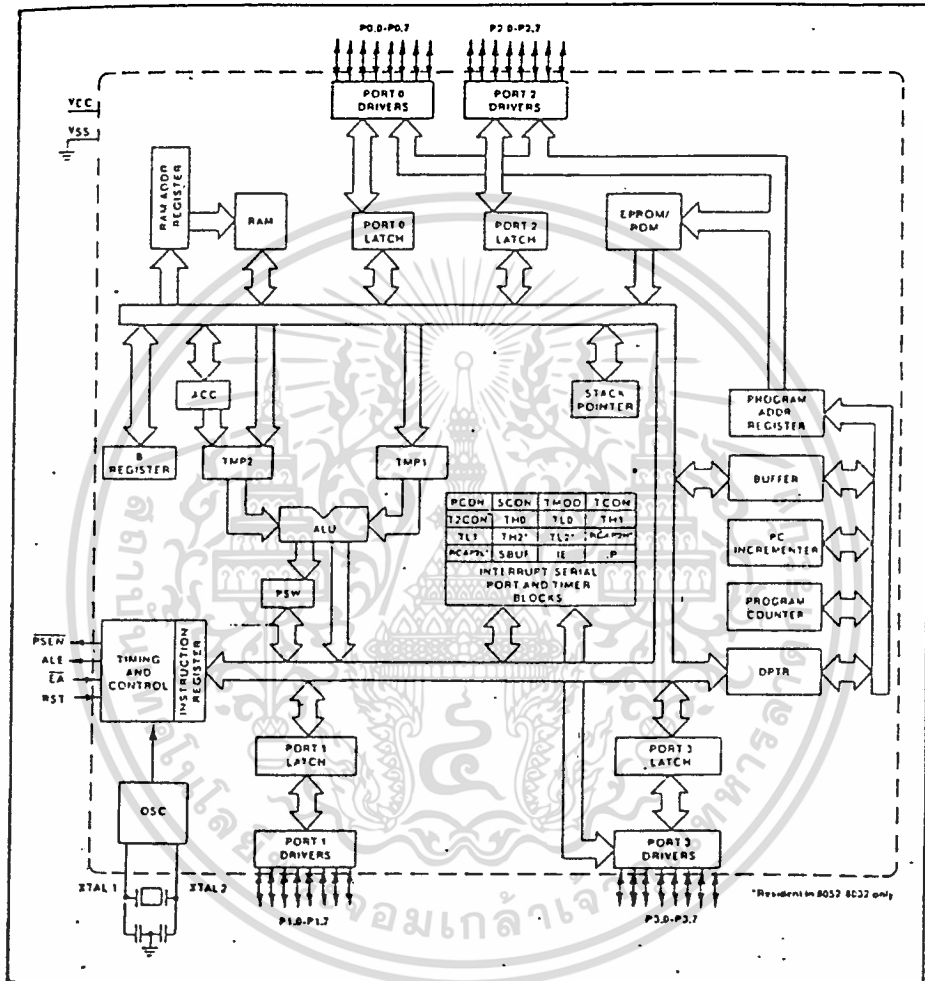 P0.0-P0.7
P2.0-P2.7
VCC
VSS
PORT 0
DRIVERS
PORT 2
DRIVERS
RAM ADDR
REGISTER
RAM
PORT 0
LATCH
PORT 2
LATCH
EPROM/
ROM
ACC
STACK
POINTER
PROGRAM
ADDR
REGISTER
B
REGISTER
TMP2
TMP1
BUFFER
ALU
PCON SCON TMOD TCON
T2CON* TH0 TL0 TH1
TL1 TH2* TL2* RCAP2H*
RCAP2L* SBUF IE IP
INTERRUPT SERIAL
PORT AND TIMER
BLOCKS
PC
INCREMENTER
PSW
PROGRAM
COUNTER
PSEN
ALE
EA
RST
TIMING
AND
CONTROL
INSTRUCTION
REGISTER
DPTR
PORT 1
LATCH
PORT 3
LATCH
OSC
PORT 1
DRIVERS
PORT 3
DRIVERS
XTAL 1
XTAL 2
*Resident in 8052 8032 only
P1.0-P1.7
P3.0-P3.7